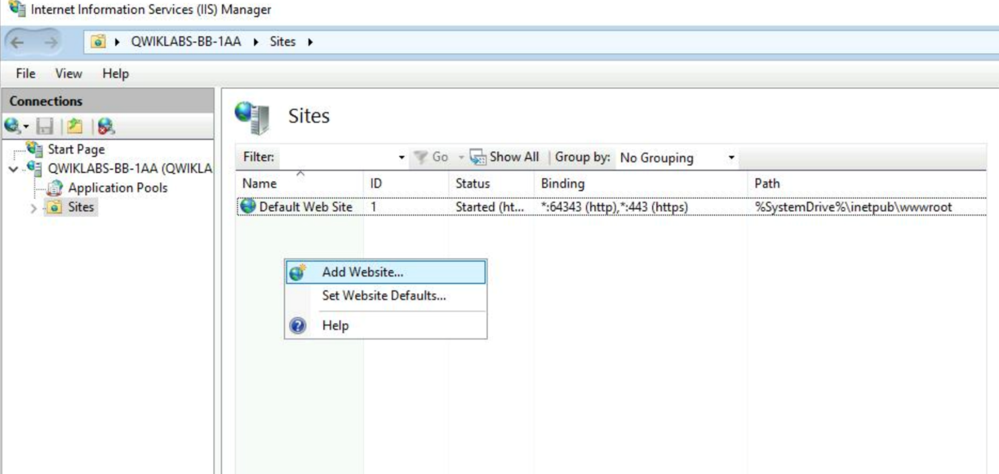 Internet Information Services (IIS) Manager
QWIKLABS-BB-1AA Sites
File View Help
Connections
Start Page
QWIKLABS-BB-1AA (QWIKLA
Application Pools
Sites
Sites
Filter: Go Show All Group by: No Grouping
Name ID Status Binding Path
Default Web Site 1 Started (ht... *:64343 (http),*:443 (https) %SystemDrive%\inetpub\wwwroot
Add Website...
Set Website Defaults...
Help